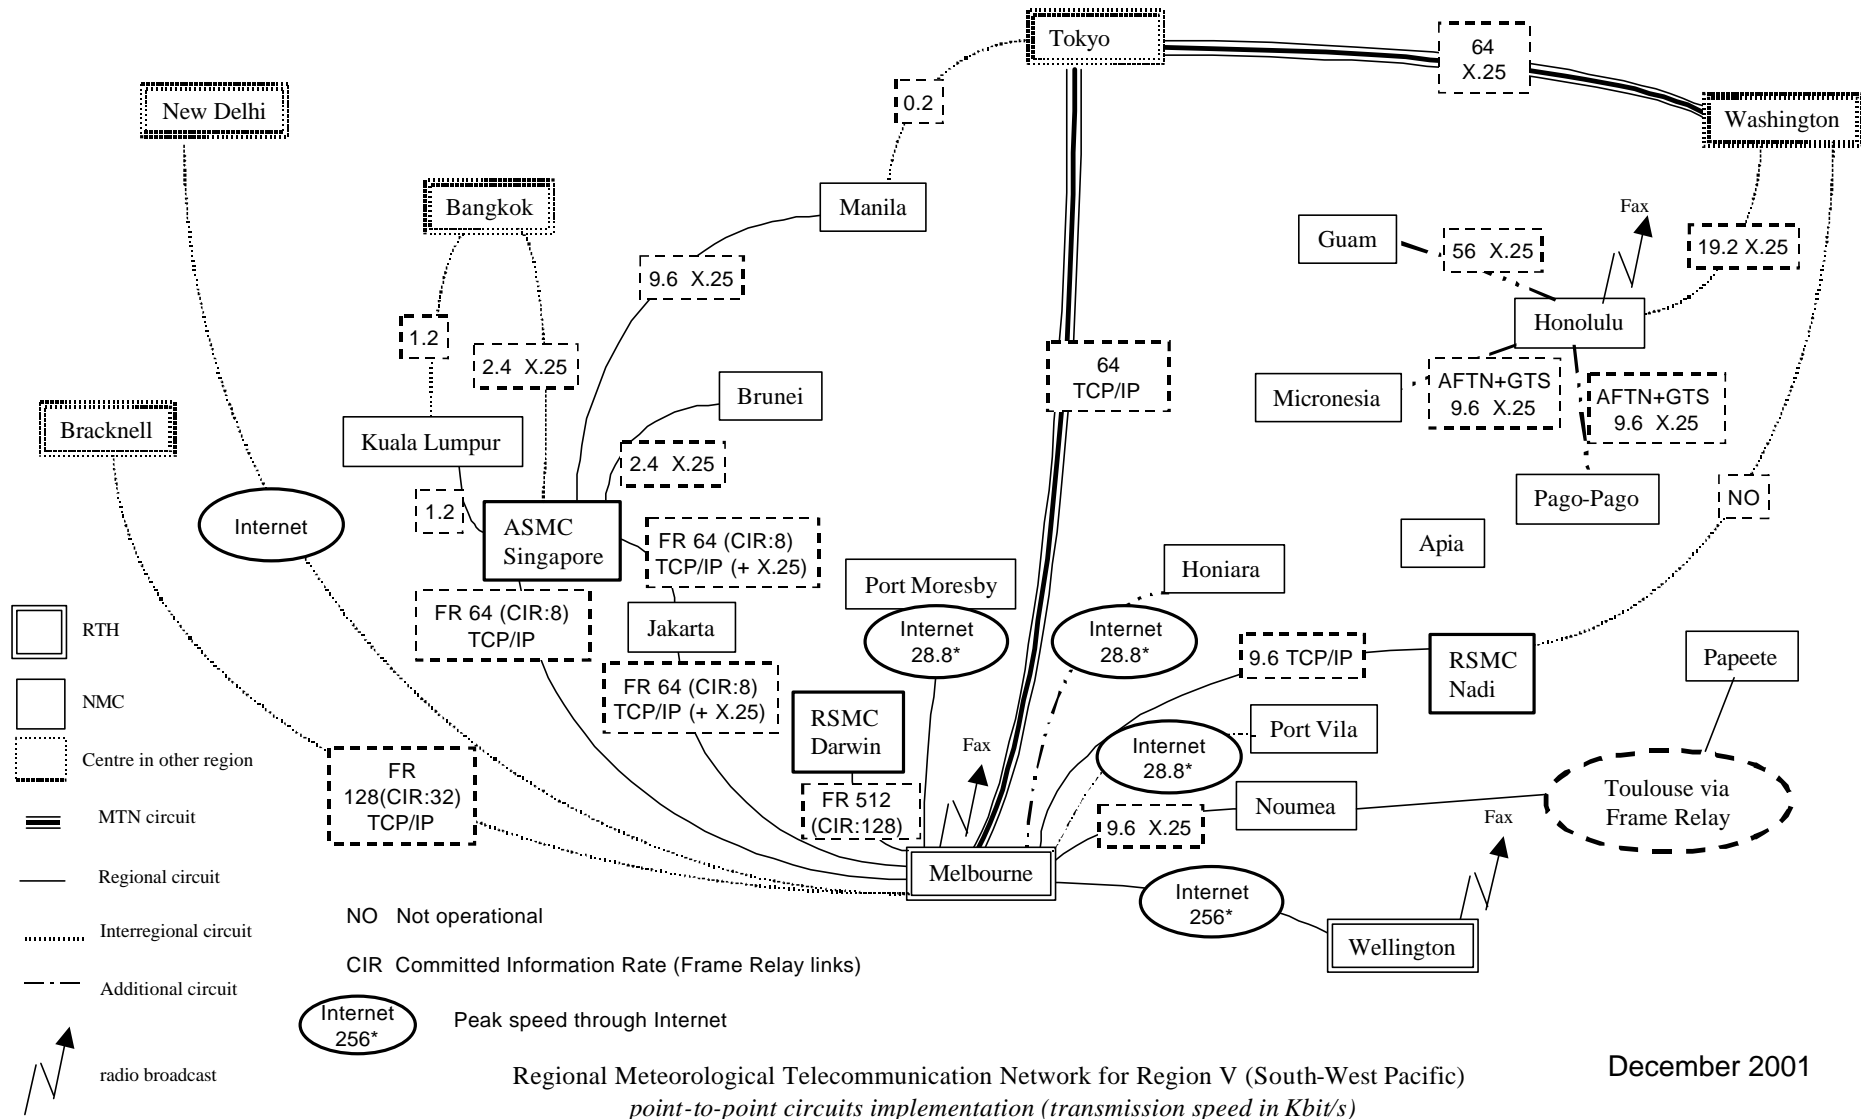 Tokyo
64
X.25
New Delhi
0.2
Washington
Bangkok
Manila
Fax
Guam
56 X.25
19.2 X.25
9.6 X.25
Honolulu
1.2
2.4 X.25
64
TCP/IP
AFTN+GTS
9.6 X.25
AFTN+GTS
9.6 X.25
Micronesia
Brunei
Bracknell
Kuala Lumpur
2.4 X.25
Pago-Pago
NO
1.2
Internet
ASMC
Singapore
FR 64 (CIR:8)
TCP/IP (+ X.25)
Apia
Port Moresby
Honiara
FR 64 (CIR:8)
TCP/IP
Jakarta
Internet
28.8*
Internet
28.8*
9.6 TCP/IP
RSMC
Nadi
Papeete
RTH
FR 64 (CIR:8)
TCP/IP (+ X.25)
RSMC
Darwin
NMC
Fax
Internet
28.8*
Port Vila
Centre in other region
FR
128(CIR:32)
TCP/IP
FR 512
(CIR:128)
9.6 X.25
Noumea
Toulouse via
Frame Relay
MTN circuit
Fax
Melbourne
Regional circuit
Internet
256*
Wellington
NO Not operational
Interregional circuit
CIR Committed Information Rate (Frame Relay links)
Additional circuit
Internet
256*
Peak speed through Internet
radio broadcast
December 2001
Regional Meteorological Telecommunication Network for Region V (South-West Pacific)
point-to-point circuits implementation (transmission speed in Kbit/s)